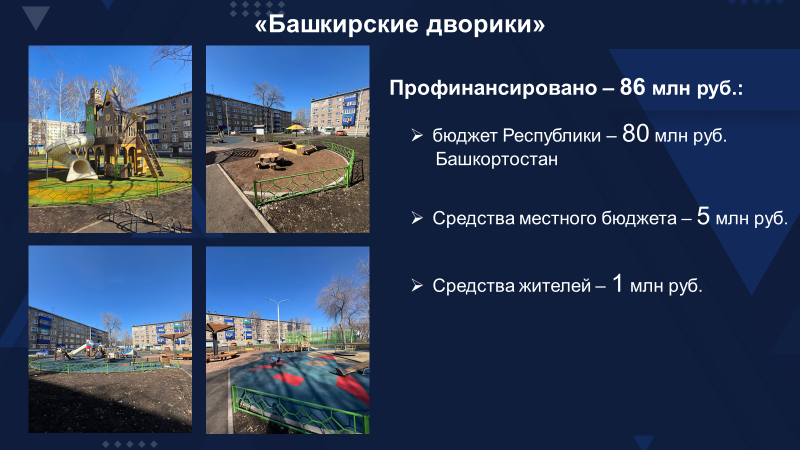 «Башкирские дворики»
Профинансировано – 86 млн руб.:
➢ бюджет Республики – 80 млн руб.
Башкортостан
➢ Средства местного бюджета – 5 млн руб.
➢ Средства жителей – 1 млн руб.